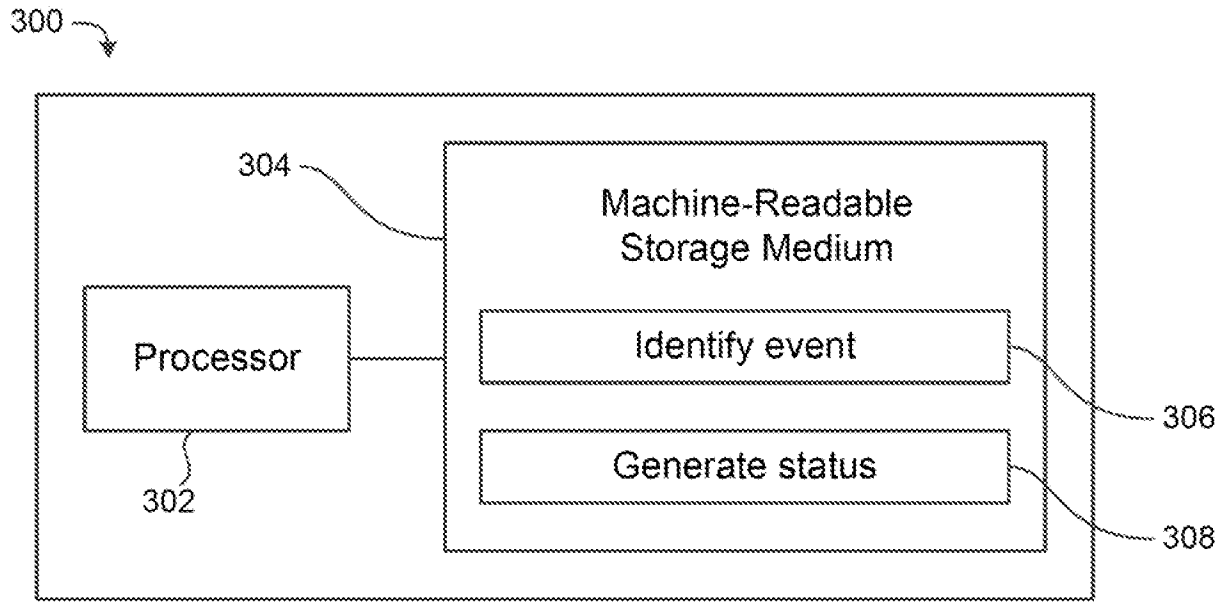 300
304
Machine-Readable
Storage Medium
Processor
Identify event
306
Generate status
302
308